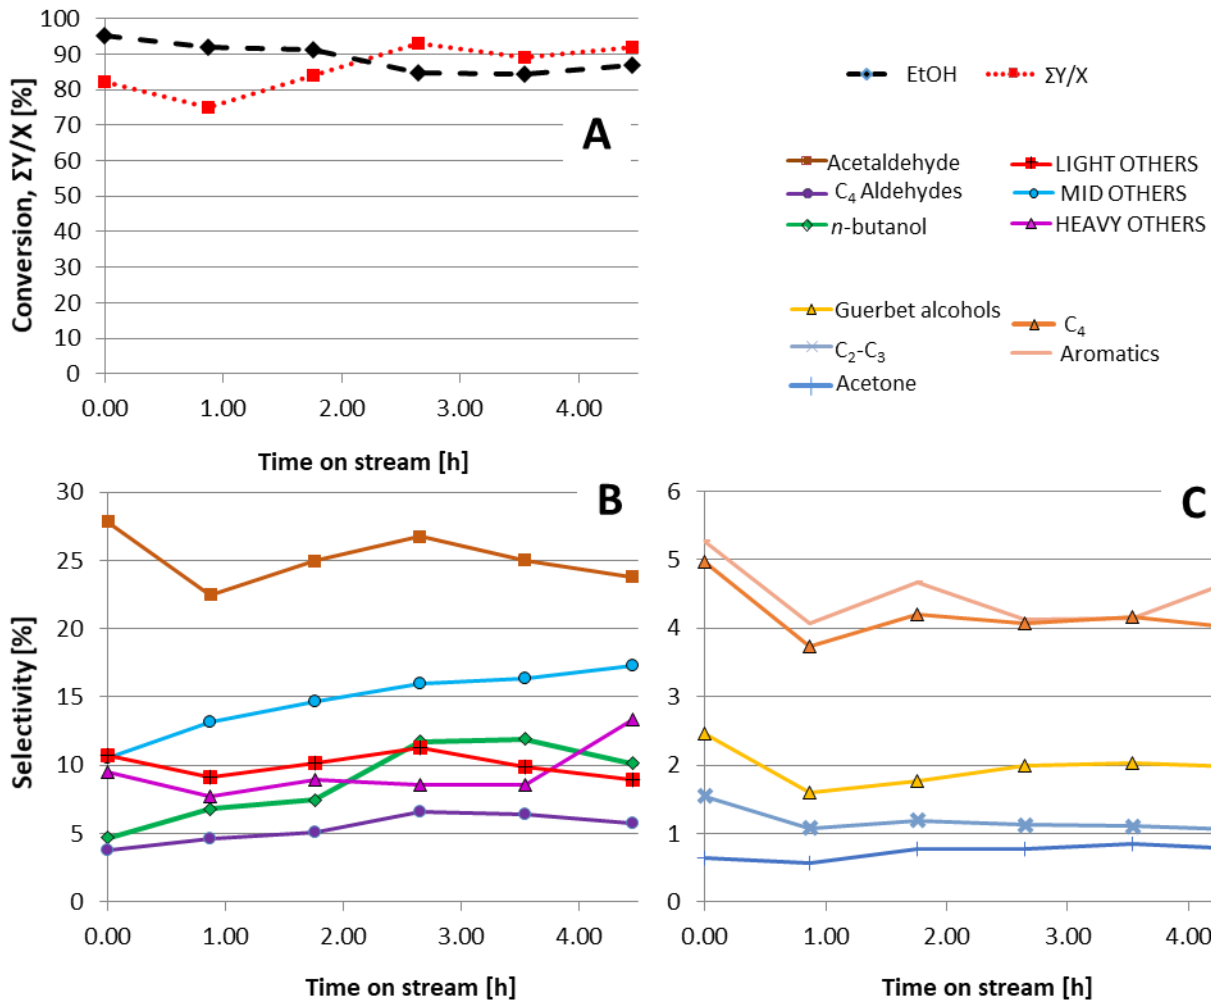 100
90
80
70
60
50
40
30
20
10
0
Conversion, ΣY/X [%]
A
0.00 1.00 2.00 3.00 4.00
Time on stream [h]
EtOH ΣY/X
Acetaldehyde LIGHT OTHERS
C₄ Aldehydes MID OTHERS
n-butanol HEAVY OTHERS
Guerbet alcohols C₄
C₂-C₃ Aromatics
Acetone
30
25
20
15
10
5
0
Selectivity [%]
B
0.00 1.00 2.00 3.00 4.00
Time on stream [h]
6
5
4
3
2
1
0
C
0.00 1.00 2.00 3.00 4.00
Time on stream [h]